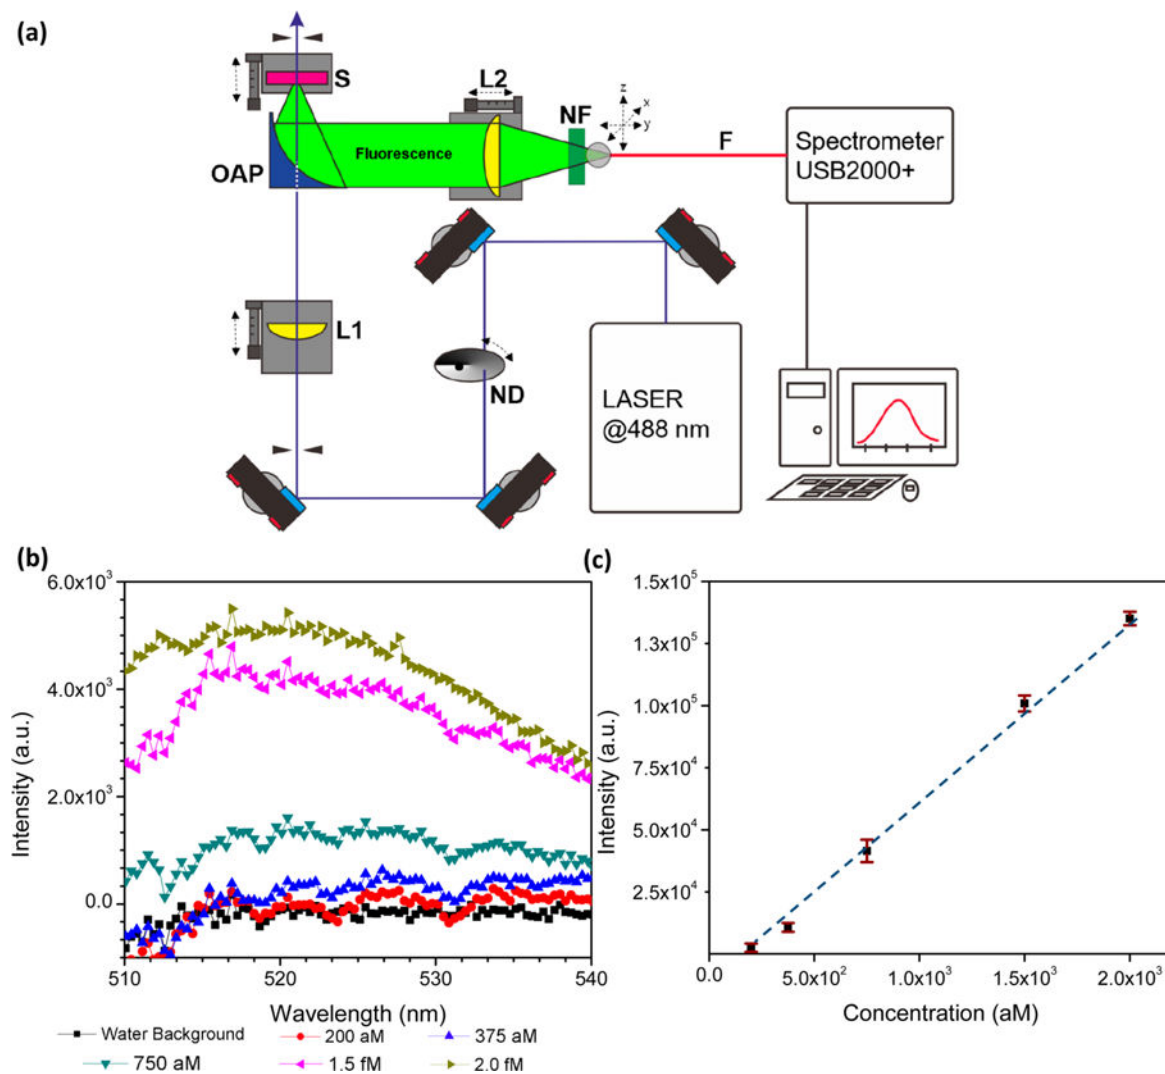 (a)
S
L2
NF
z
x
y
F
Spectrometer
USB2000+
Fluorescence
OAP
L1
ND
LASER
@488 nm
(b)
6.0x10³
4.0x10³
2.0x10³
0.0
Intensity (a.u.)
510 520 530 540
Wavelength (nm)
Water Background 200 aM 375 aM
750 aM 1.5 fM 2.0 fM
(c)
1.5x10⁵
1.3x10⁵
1.0x10⁵
7.5x10⁴
5.0x10⁴
2.5x10⁴
Intensity (a.u.)
0.0 5.0x10² 1.0x10³ 1.5x10³ 2.0x10³
Concentration (aM)